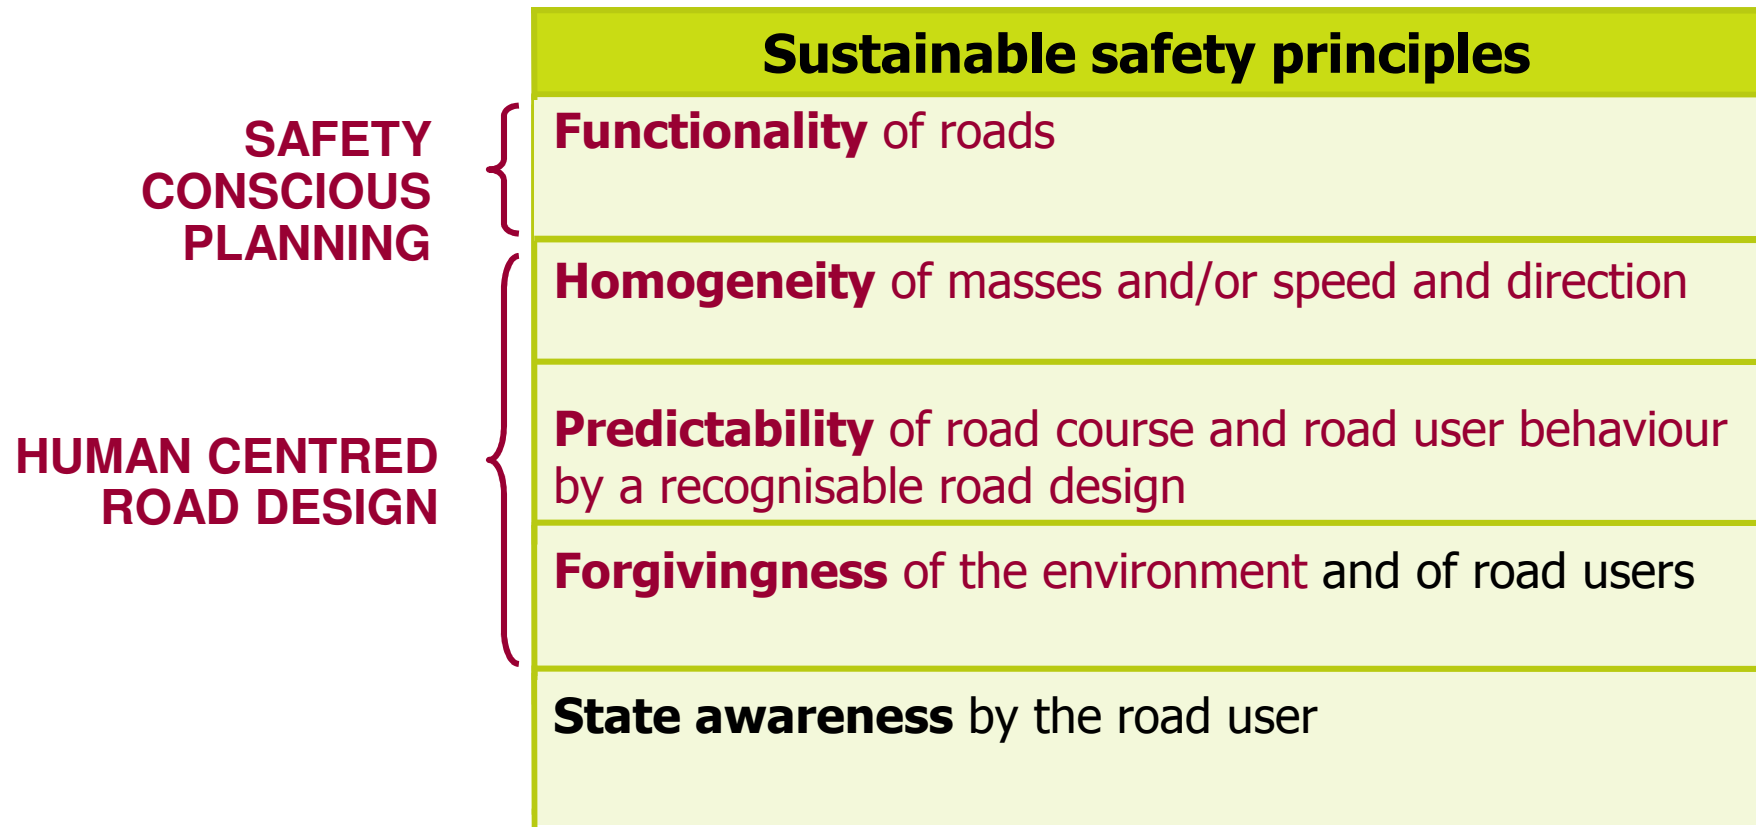 Sustainable safety principles
SAFETY
CONSCIOUS
PLANNING
Functionality of roads
HUMAN CENTRED
ROAD DESIGN
Homogeneity of masses and/or speed and direction
Predictability of road course and road user behaviour
by a recognisable road design
Forgivingness of the environment and of road users
State awareness by the road user